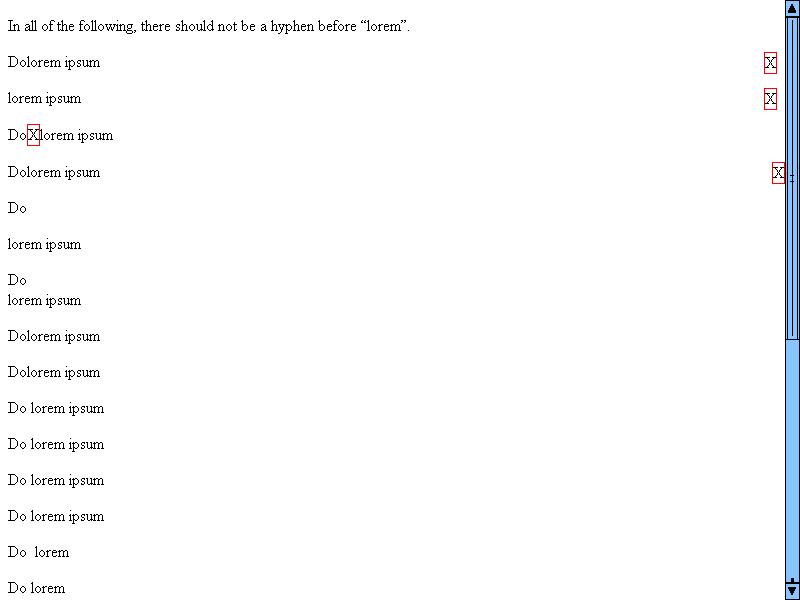 In all of the following, there should not be a hyphen before “lorem”.
Dolorem ipsum X
lorem ipsum X
DoXlorem ipsum
Dolorem ipsum X
Do
lorem ipsum
Do
lorem ipsum
Dolorem ipsum
Dolorem ipsum
Do lorem ipsum
Do lorem ipsum
Do lorem ipsum
Do lorem ipsum
Do  lorem
Do lorem